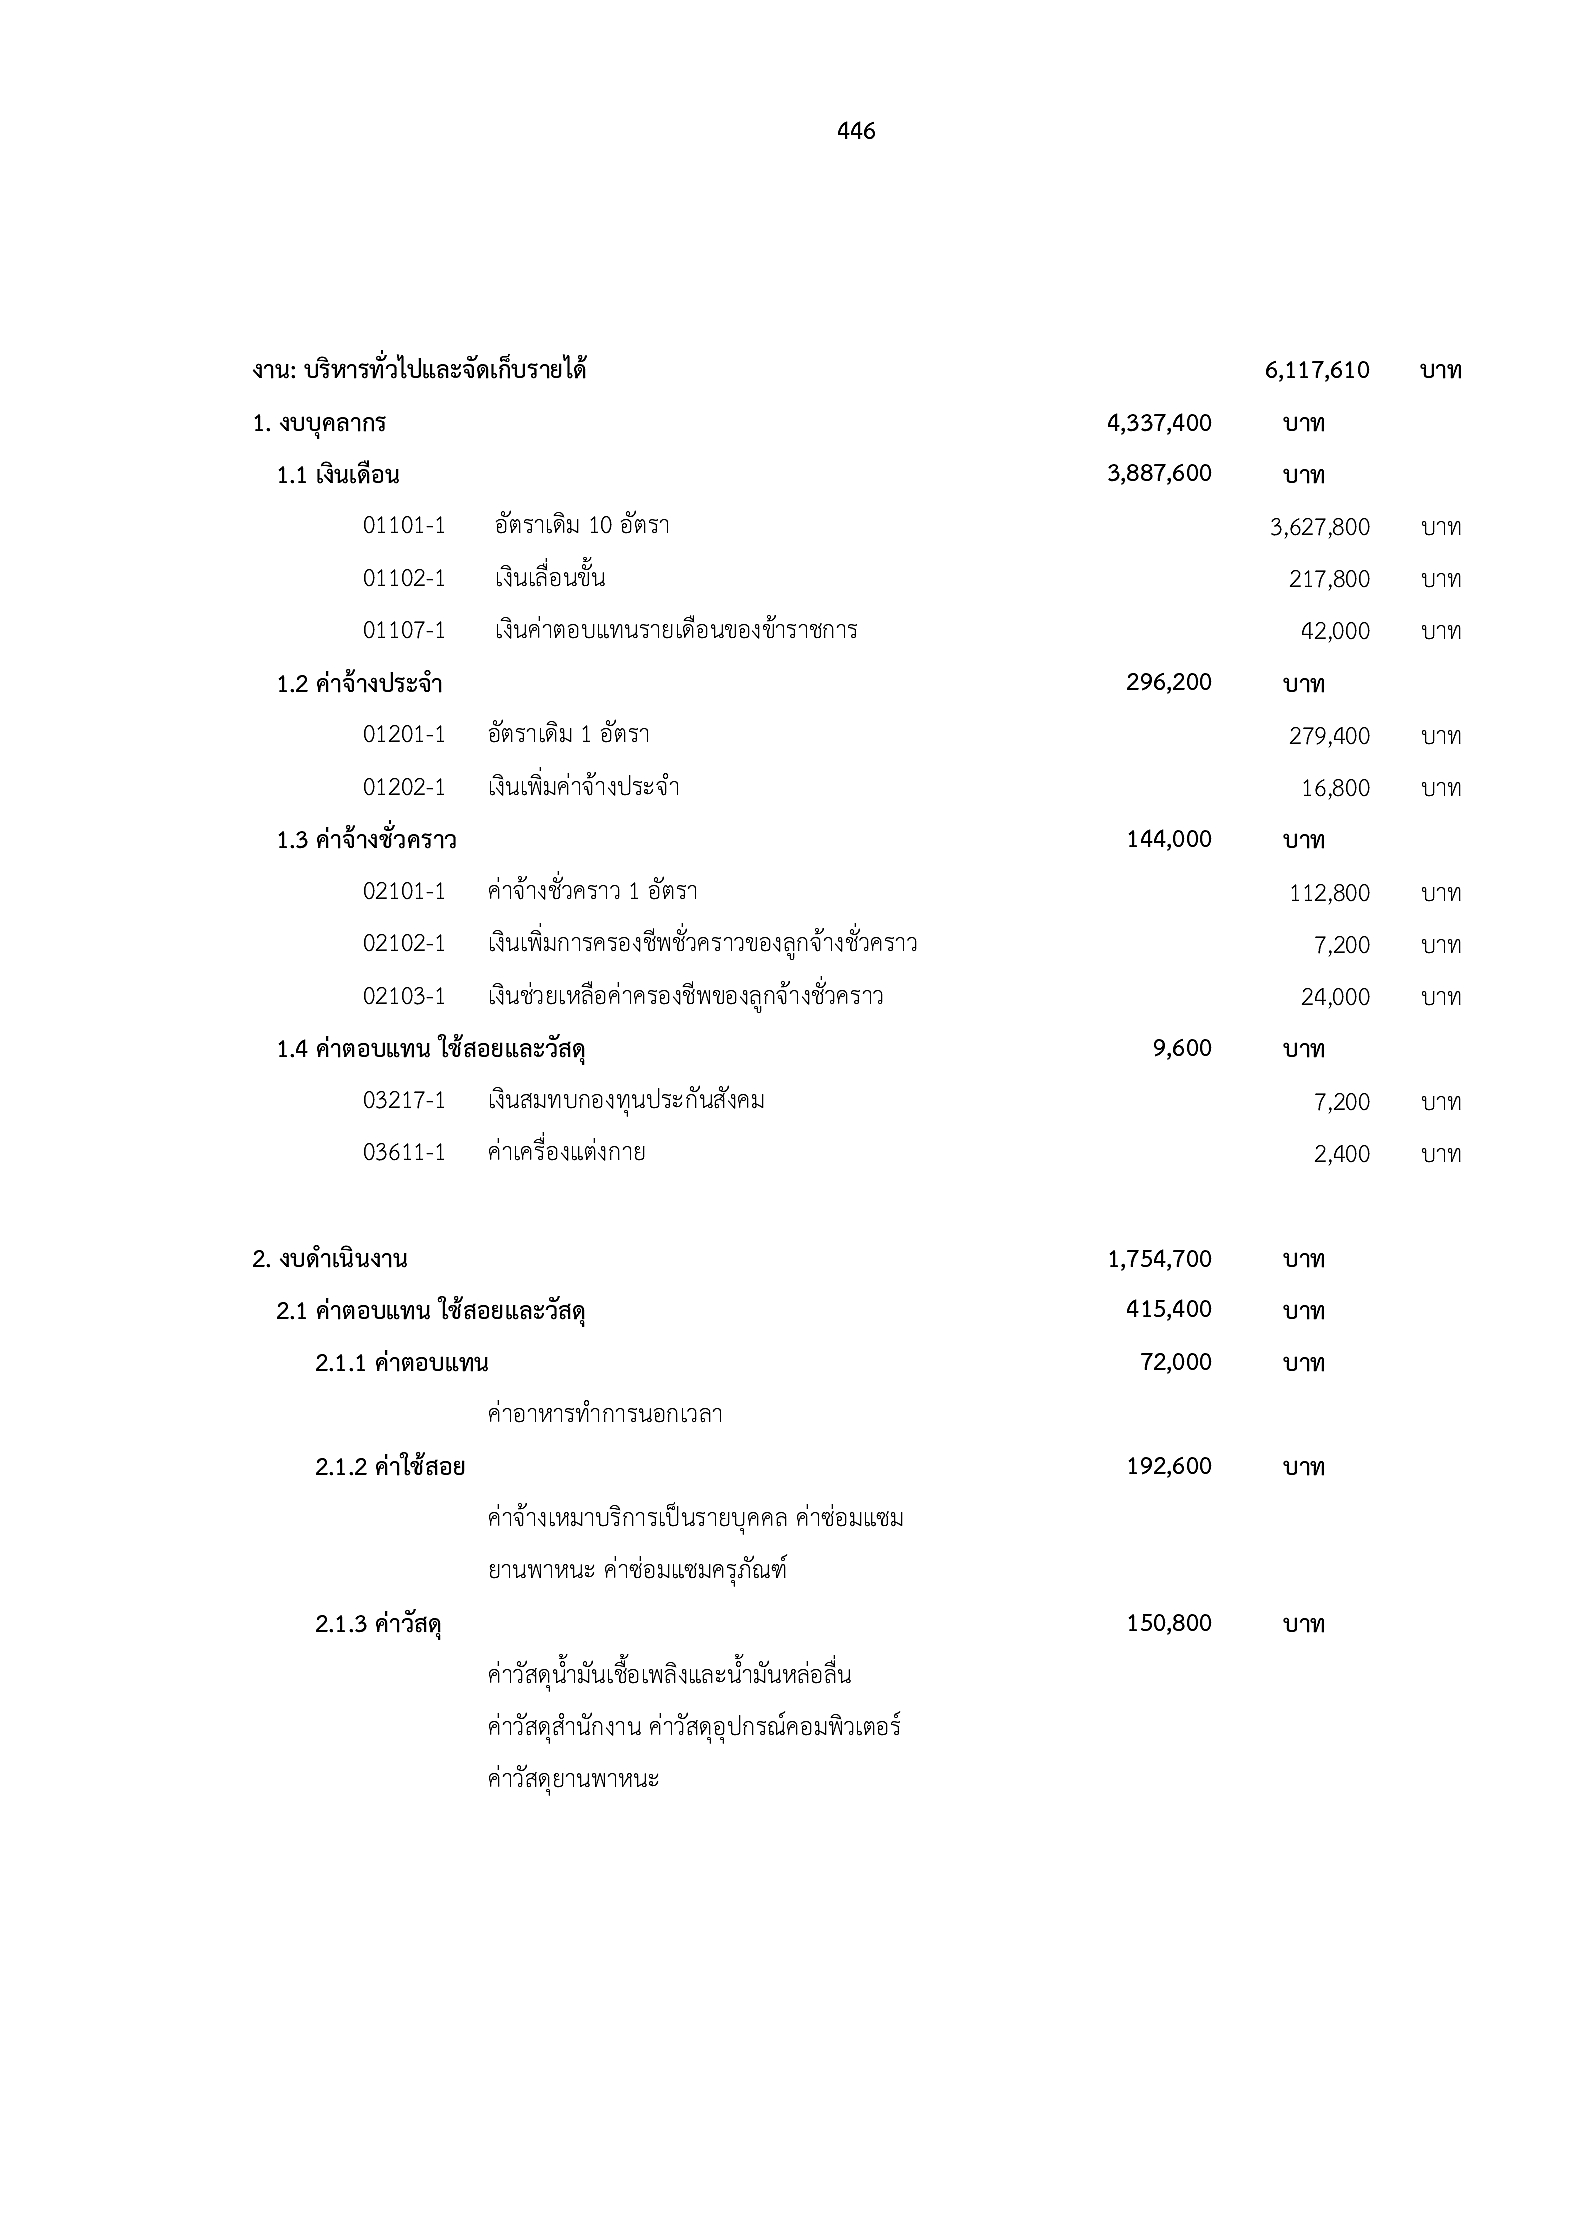 446
งาน: บริหารทั่วไปและจัดเก็บรายได้ 6,117,610 บาท
1. งบบุคลากร 4,337,400 บาท
1.1 เงินเดือน 3,887,600 บาท
01101-1 อัตราเดิม 10 อัตรา 3,627,800 บาท
01102-1 เงินเลื่อนขั้น 217,800 บาท
01107-1 เงินค่าตอบแทนรายเดือนของข้าราชการ 42,000 บาท
1.2 ค่าจ้างประจำ 296,200 บาท
01201-1 อัตราเดิม 1 อัตรา 279,400 บาท
01202-1 เงินเพิ่มค่าจ้างประจำ 16,800 บาท
1.3 ค่าจ้างชั่วคราว 144,000 บาท
02101-1 ค่าจ้างชั่วคราว 1 อัตรา 112,800 บาท
02102-1 เงินเพิ่มการครองชีพชั่วคราวของลูกจ้างชั่วคราว 7,200 บาท
02103-1 เงินช่วยเหลือค่าครองชีพของลูกจ้างชั่วคราว 24,000 บาท
1.4 ค่าตอบแทน ใช้สอยและวัสดุ 9,600 บาท
03217-1 เงินสมทบกองทุนประกันสังคม 7,200 บาท
03611-1 ค่าเครื่องแต่งกาย 2,400 บาท
2. งบดำเนินงาน 1,754,700 บาท
2.1 ค่าตอบแทน ใช้สอยและวัสดุ 415,400 บาท
2.1.1 ค่าตอบแทน 72,000 บาท
ค่าอาหารทำการนอกเวลา
2.1.2 ค่าใช้สอย 192,600 บาท
ค่าจ้างเหมาบริการเป็นรายบุคคล ค่าซ่อมแซม
ยานพาหนะ ค่าซ่อมแซมครุภัณฑ์
2.1.3 ค่าวัสดุ 150,800 บาท
ค่าวัสดุน้ำมันเชื้อเพลิงและน้ำมันหล่อลื่น
ค่าวัสดุสำนักงาน ค่าวัสดุอุปกรณ์คอมพิวเตอร์
ค่าวัสดุยานพาหนะ